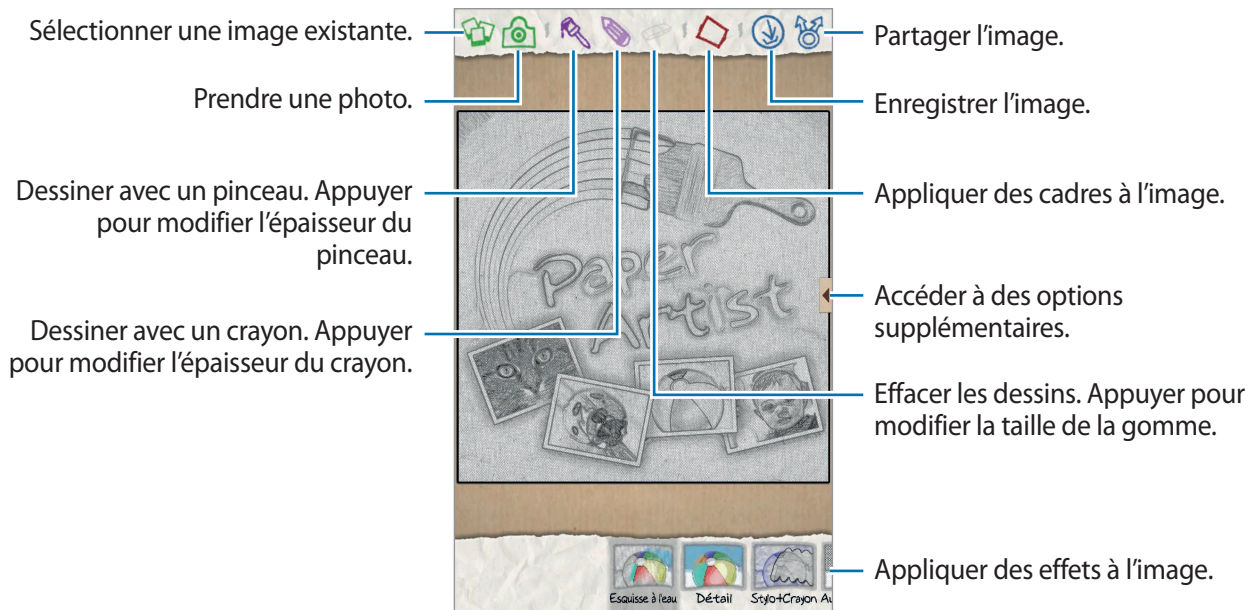 Sélectionner une image existante.
Prendre une photo.
Dessiner avec un pinceau. Appuyer
pour modifier l'épaisseur du
pinceau.
Dessiner avec un crayon. Appuyer
pour modifier l'épaisseur du crayon.
Paper
Artist
Esquisse à l'eau
Détail
Stylo+Crayon
Au
Partager l'image.
Enregistrer l'image.
Appliquer des cadres à l'image.
Accéder à des options
supplémentaires.
Effacer les dessins. Appuyer pour
modifier la taille de la gomme.
Appliquer des effets à l'image.